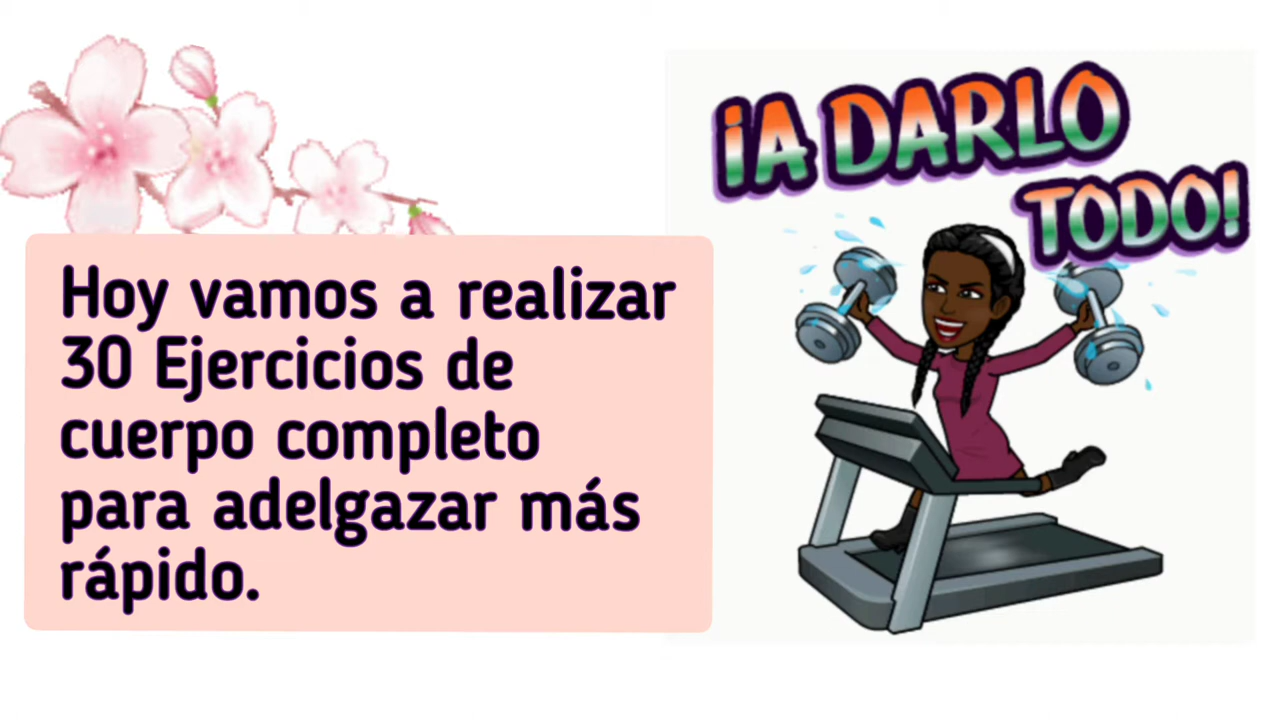 ¡A DARLO
TODO!
Hoy vamos a realizar
30 Ejercicios de
cuerpo completo
para adelgazar más
rápido.